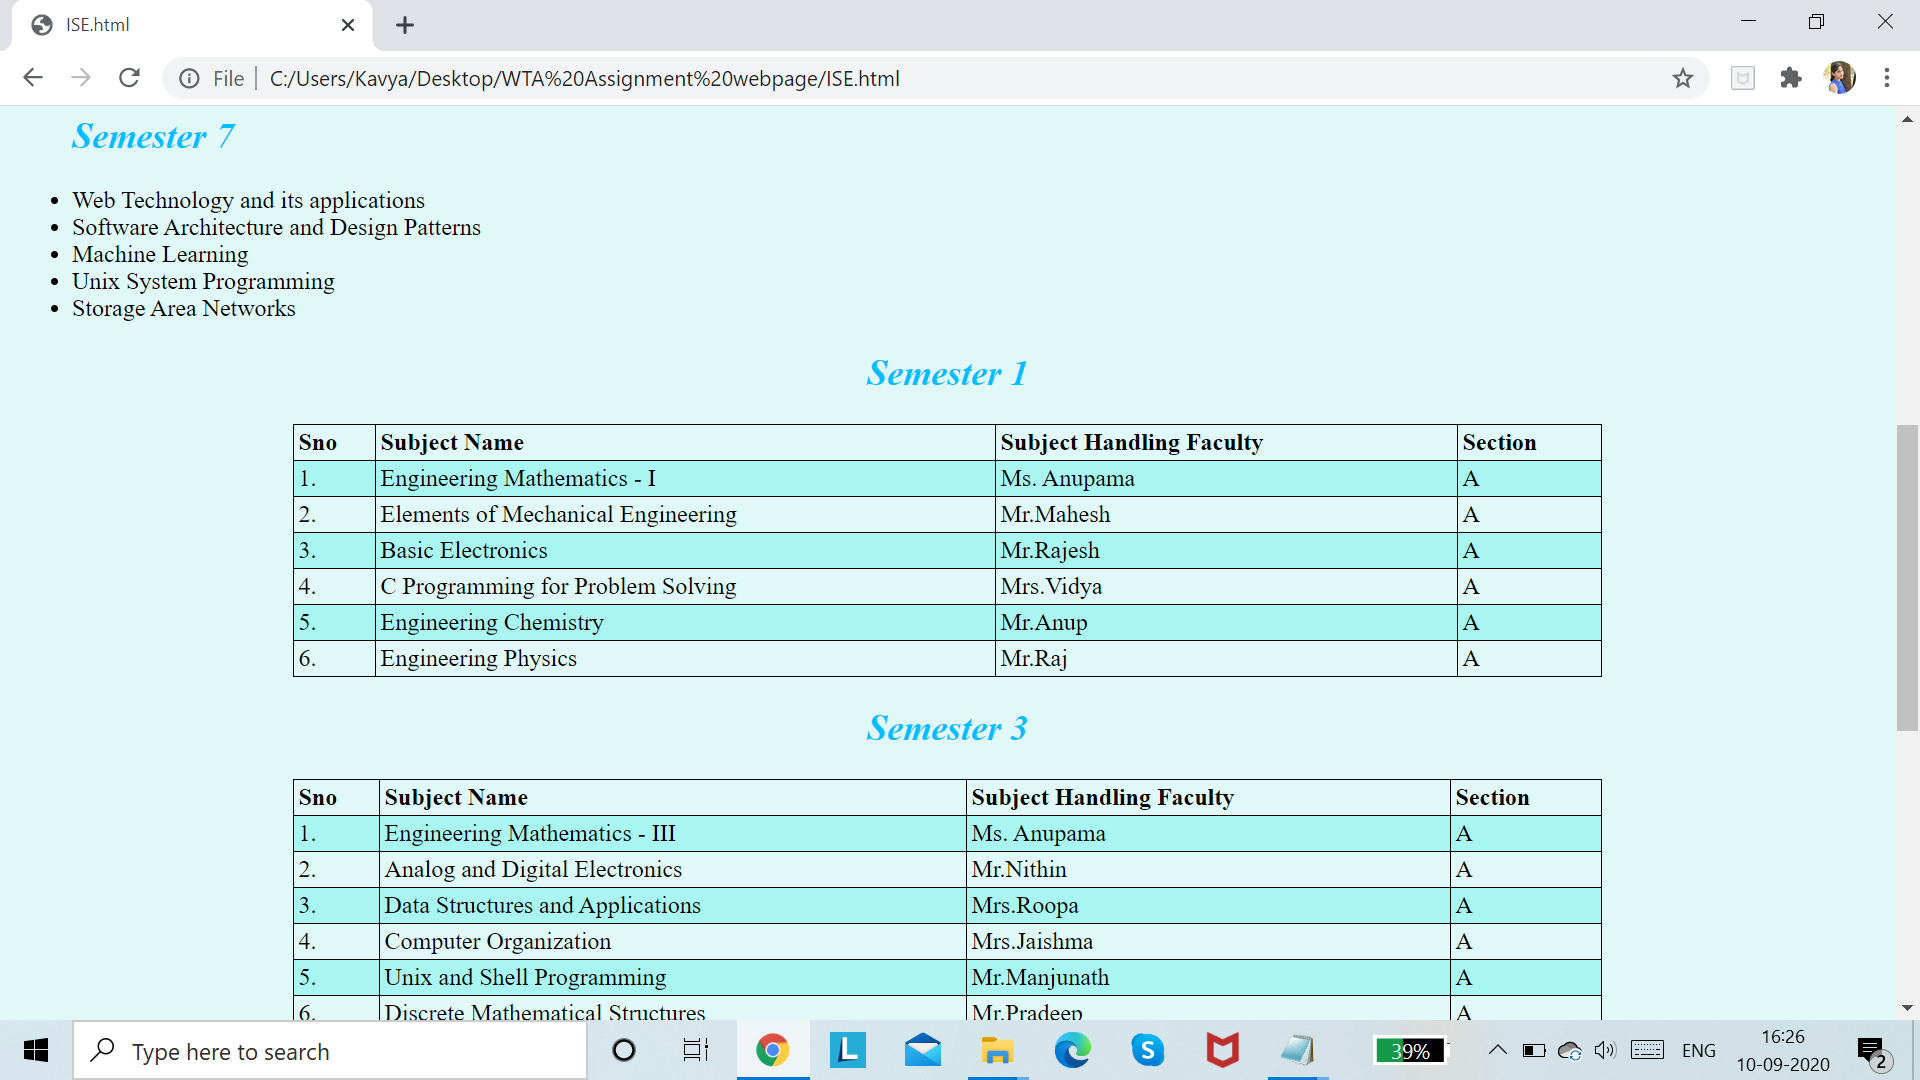 ISE.html
File
C:/Users/Kavya/Desktop/WTA%20Assignment%20webpage/ISE.html
Semester 7
• Web Technology and its applications
• Software Architecture and Design Patterns
• Machine Learning
• Unix System Programming
• Storage Area Networks
Semester 1
Sno Subject Name Subject Handling Faculty Section
1. Engineering Mathematics - I Ms. Anupama A
2. Elements of Mechanical Engineering Mr.Mahesh A
3. Basic Electronics Mr.Rajesh A
4. C Programming for Problem Solving Mrs.Vidya A
5. Engineering Chemistry Mr.Anup A
6. Engineering Physics Mr.Raj A
Semester 3
Sno Subject Name Subject Handling Faculty Section
1. Engineering Mathematics - III Ms. Anupama A
2. Analog and Digital Electronics Mr.Nithin A
3. Data Structures and Applications Mrs.Roopa A
4. Computer Organization Mrs.Jaishma A
5. Unix and Shell Programming Mr.Manjunath A
6. Discrete Mathematical Structures Mr.Pradeep A
Type here to search
L
S
39%
ENG
16:26
10-09-2020
2